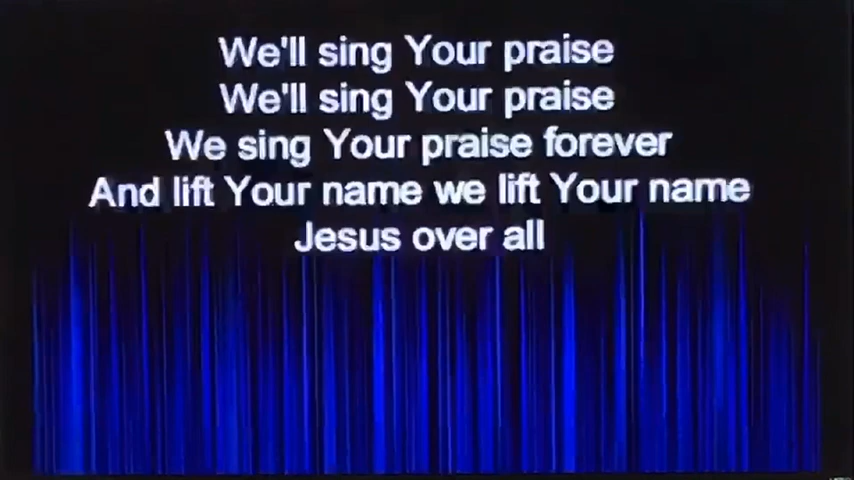 We'll sing Your praise
We'll sing Your praise
We sing Your praise forever
And lift Your name we lift Your name
Jesus over all